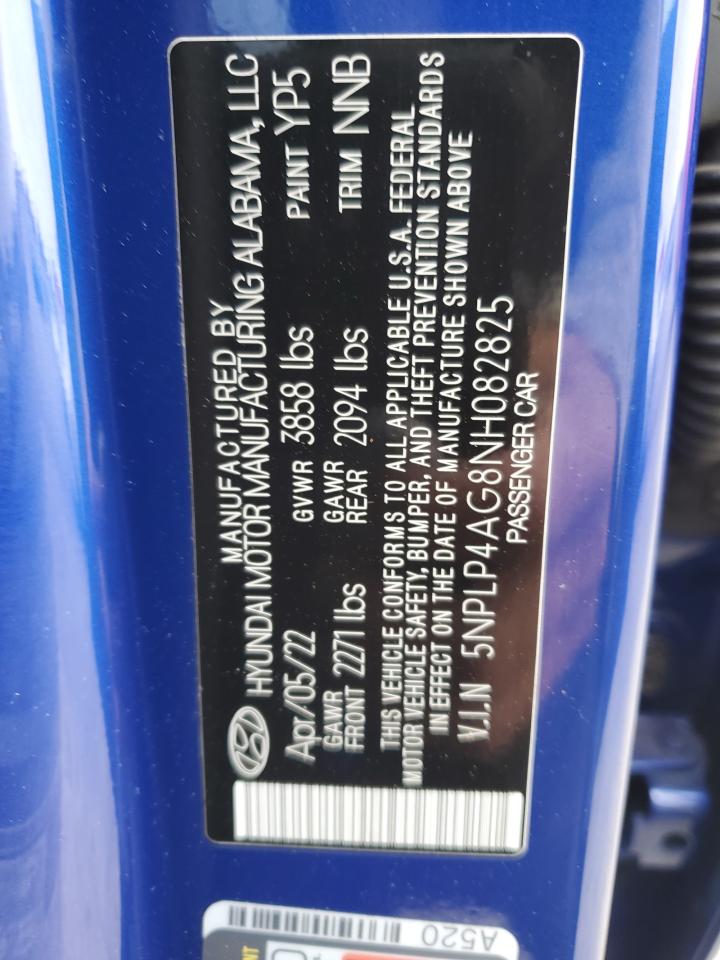 MANUFACTURED BY
HYUNDAI MOTOR MANUFACTURING ALABAMA, LLC
Apr/05/22 GVWR 3858 lbs PAINT YP5
GAWR FRONT 2271 lbs GAWR REAR 2094 lbs TRIM NNB
THIS VEHICLE CONFORMS TO ALL APPLICABLE U.S.A. FEDERAL
MOTOR VEHICLE SAFETY, BUMPER, AND THEFT PREVENTION STANDARDS
IN EFFECT ON THE DATE OF MANUFACTURE SHOWN ABOVE
V.I.N 5NPLP4AG8NH082825
PASSENGER CAR
A520